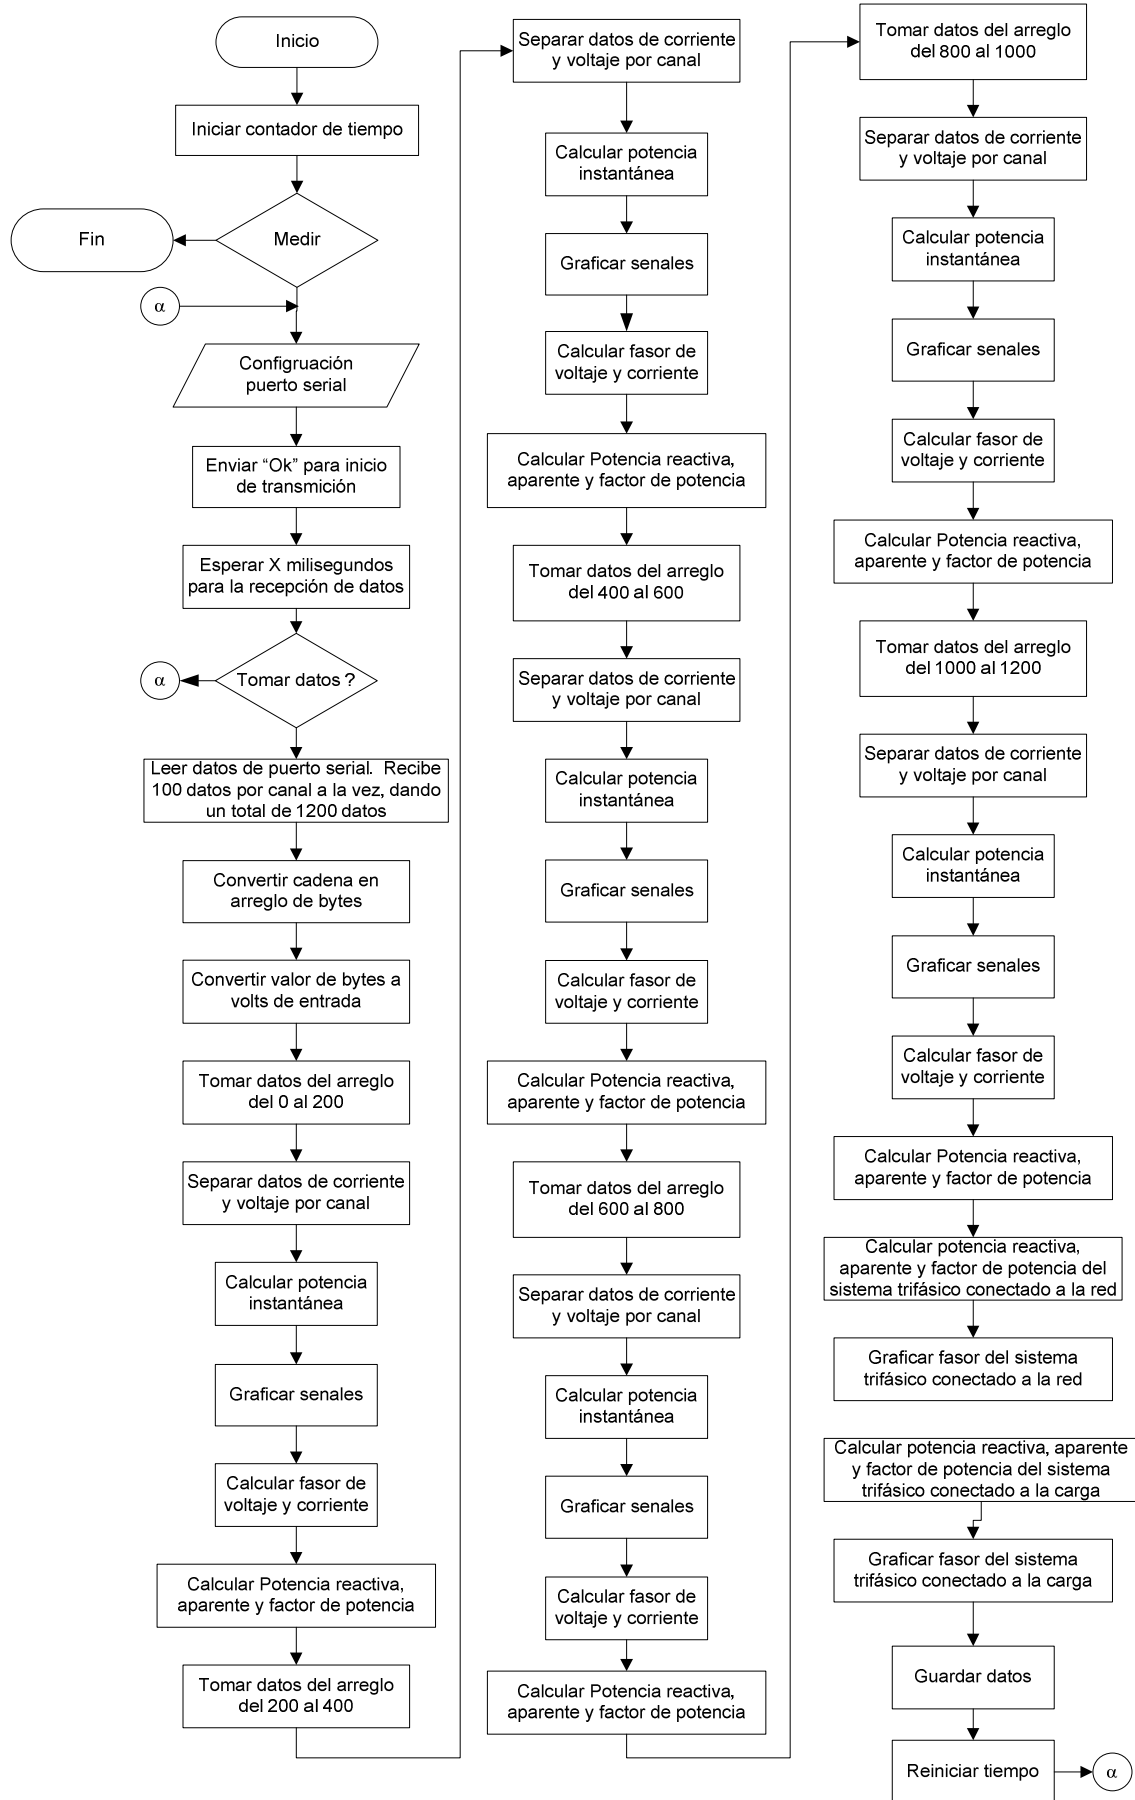 Inicio
Iniciar contador de tiempo
Medir
Fin
α
Configruación
puerto serial
Enviar “Ok” para inicio
de transmición
Esperar X milisegundos
para la recepción de datos
Tomar datos ?
α
Leer datos de puerto serial.  Recibe
100 datos por canal a la vez, dando
un total de 1200 datos
Convertir cadena en
arreglo de bytes
Convertir valor de bytes a
volts de entrada
Tomar datos del arreglo
del 0 al 200
Separar datos de corriente
y voltaje por canal
Calcular potencia
instantánea
Graficar senales
Calcular fasor de
voltaje y corriente
Calcular Potencia reactiva,
aparente y factor de potencia
Tomar datos del arreglo
del 200 al 400
Separar datos de corriente
y voltaje por canal
Calcular potencia
instantánea
Graficar senales
Calcular fasor de
voltaje y corriente
Calcular Potencia reactiva,
aparente y factor de potencia
Tomar datos del arreglo
del 400 al 600
Separar datos de corriente
y voltaje por canal
Calcular potencia
instantánea
Graficar senales
Calcular fasor de
voltaje y corriente
Calcular Potencia reactiva,
aparente y factor de potencia
Tomar datos del arreglo
del 600 al 800
Separar datos de corriente
y voltaje por canal
Calcular potencia
instantánea
Graficar senales
Calcular fasor de
voltaje y corriente
Calcular Potencia reactiva,
aparente y factor de potencia
Tomar datos del arreglo
del 800 al 1000
Separar datos de corriente
y voltaje por canal
Calcular potencia
instantánea
Graficar senales
Calcular fasor de
voltaje y corriente
Calcular Potencia reactiva,
aparente y factor de potencia
Tomar datos del arreglo
del 1000 al 1200
Separar datos de corriente
y voltaje por canal
Calcular potencia
instantánea
Graficar senales
Calcular fasor de
voltaje y corriente
Calcular Potencia reactiva,
aparente y factor de potencia
Calcular potencia reactiva,
aparente y factor de potencia del
sistema trifásico conectado a la red
Graficar fasor del sistema
trifásico conectado a la red
Calcular potencia reactiva, aparente
y factor de potencia del sistema
trifásico conectado a la carga
Graficar fasor del sistema
trifásico conectado a la carga
Guardar datos
Reiniciar tiempo
α